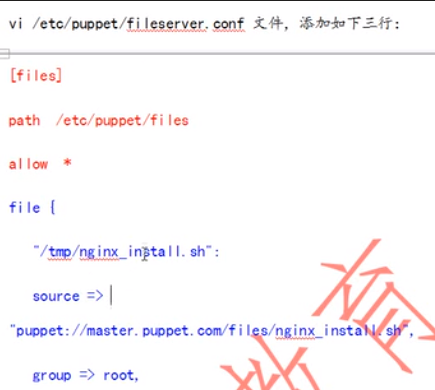 vi /etc/puppet/fileserver.conf 文件，添加如下三行：
[files]
path /etc/puppet/files
allow *
file {
"/tmp/nginx_install.sh":
source =>
"puppet://master.puppet.com/files/nginx_install.sh",
group => root,